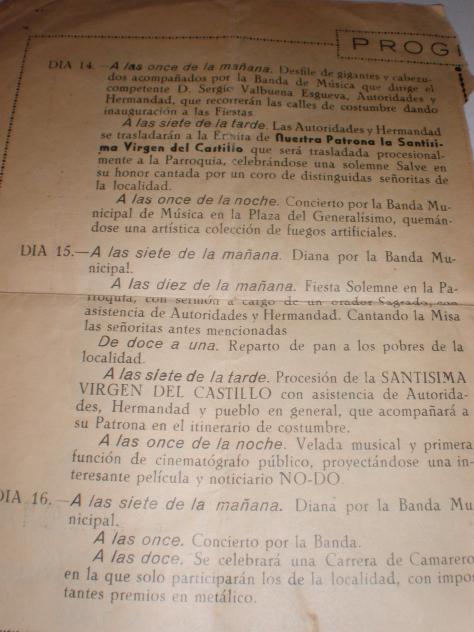 PROG
DIA 14.—A las once de la mañana. Desfile de gigantes y cabezu-
dos acompañados por la Banda de Música que dirige el
competente D. Sergio Valbuena Esgueva, Autoridades y
Hermandad, que recorrerán las calles de costumbre dando
inauguración a las Fiestas
A las siete de la tarde. Las Autoridades y Hermandad
se trasladarán a la Ermita de Nuestra Patrona la Santísi-
ma Virgen del Castillo que será trasladada procesional-
mente a la Parroquia, celebrándose una solemne Salve en
su honor cantada por un coro de distinguidas señoritas de
la localidad.
A las once de la noche. Concierto por la Banda Mu-
nicipal de Música en la Plaza del Generalísimo, quemán-
dose una artística colección de fuegos artificiales.
DIA 15.—A las siete de la mañana. Diana por la Banda Mu-
nicipal.
A las diez de la mañana. Fiesta Solemne en la Pa-
rroquia, con sermón a cargo de un orador Sagrado, con
asistencia de Autoridades y Hermandad. Cantando la Misa
las señoritas antes mencionadas
De doce a una. Reparto de pan a los pobres de la
localidad.
A las siete de la tarde. Procesión de la SANTISIMA
VIRGEN DEL CASTILLO con asistencia de Autorida-
des, Hermandad y pueblo en general, que acompañará a
su Patrona en el itinerario de costumbre.
A las once de la noche. Velada musical y primera
función de cinematógrafo público, proyectándose una in-
teresante película y noticiario NO-DO.
DIA 16.—A las siete de la mañana. Diana por la Banda Mu-
nicipal.
A las once. Concierto por la Banda.
A las doce. Se celebrará una Carrera de Camarero
en la que solo participarán los de la localidad, con impo
tantes premios en metálico.